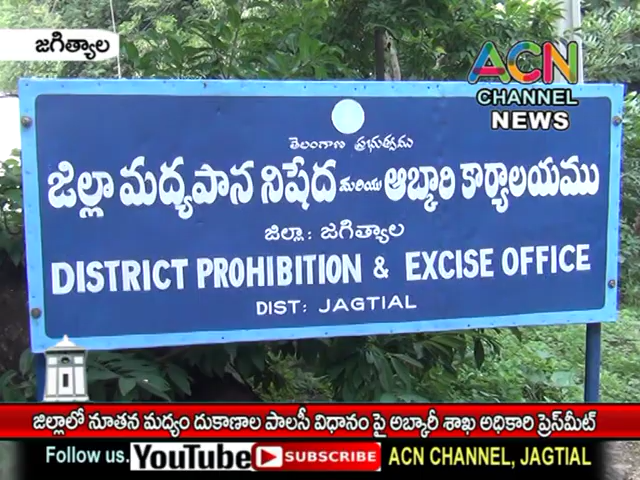 జగిత్యాల
ACN
CHANNEL
NEWS
తెలంగాణ ప్రభుత్వము
జిల్లా మద్యపాన నిషేద మరియు ఆబ్కారి కార్యాలయము
జిల్లా: జగిత్యాల
DISTRICT PROHIBITION & EXCISE OFFICE
DIST: JAGTIAL
జిల్లాలో నూతన మద్యం దుకాణాల పాలసీ విధానం పై అబ్కారీ శాఖ అధికారి ప్రెస్‌మీట్
Follow us. YouTube SUBSCRIBE ACN CHANNEL, JAGTIAL